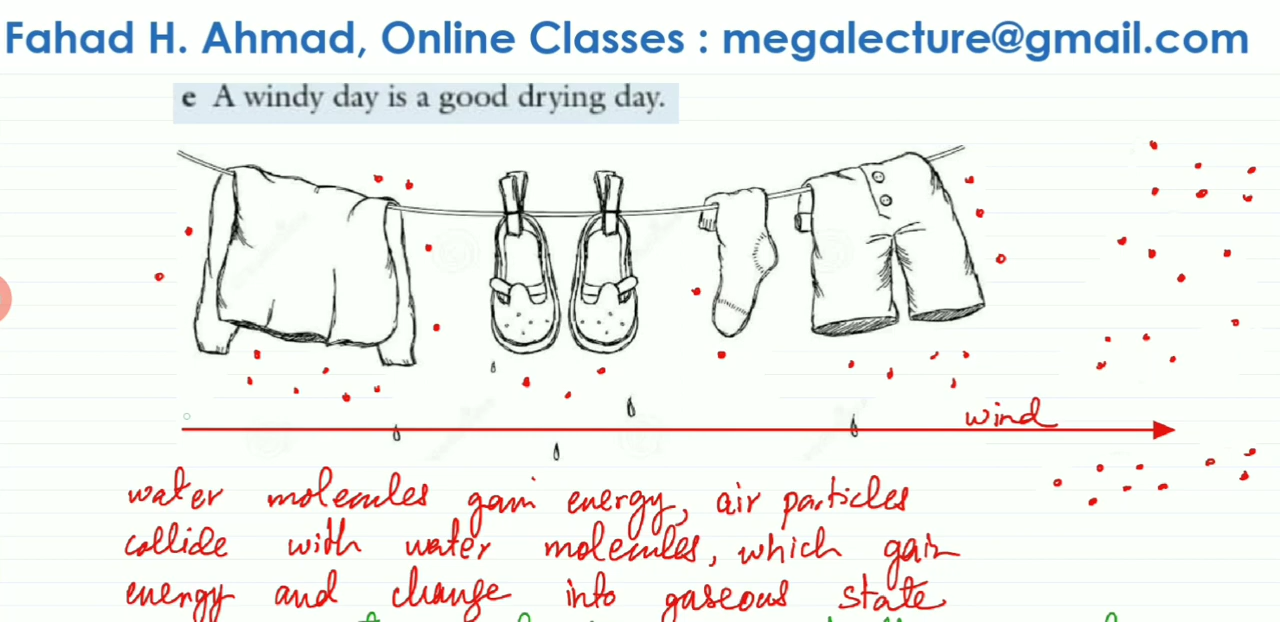 Fahad H. Ahmad, Online Classes : megalecture@gmail.com
e A windy day is a good drying day.
wind
water molecules gain energy, air particles
collide with water molecules, which gain
energy and change into gaseous state